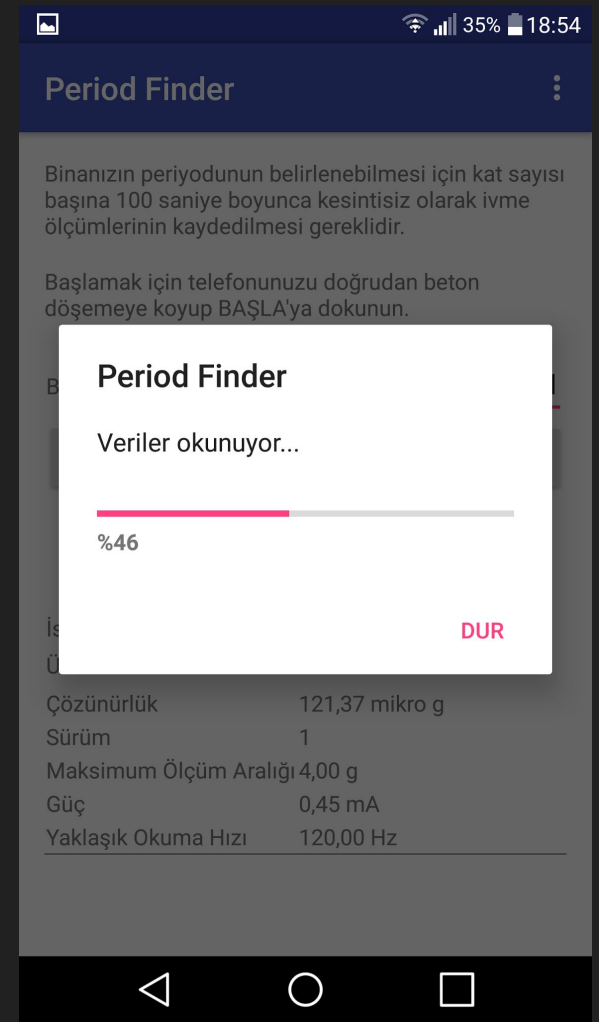 35% 18:54
Period Finder
Binanızın periyodunun belirlenebilmesi için kat sayısı
başına 100 saniye boyunca kesintisiz olarak ivme
ölçümlerinin kaydedilmesi gereklidir.
Başlamak için telefonunuzu doğrudan beton
döşemeye koyup BAŞLA'ya dokunun.
Period Finder
Veriler okunuyor...
%46
DUR
Çözünürlük 121,37 mikro g
Sürüm 1
Maksimum Ölçüm Aralığı 4,00 g
Güç 0,45 mA
Yaklaşık Okuma Hızı 120,00 Hz